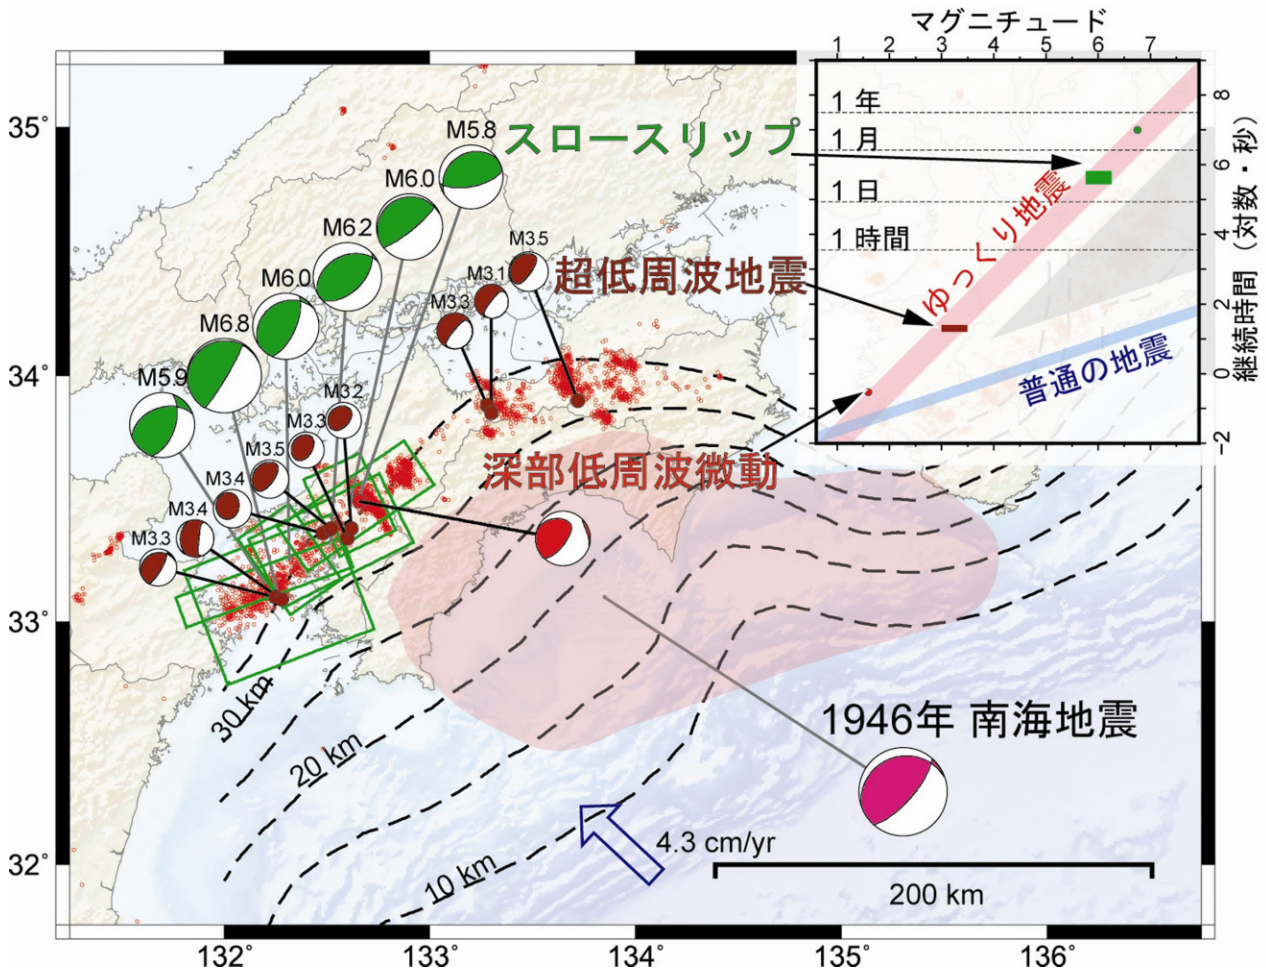 マグニチュード
1 2 3 4 5 6 7
1 年
1 月
1 日
1 時間
ゆっくり地震
普通の地震
8
6
4
2
0
-2
継続時間（対数・秒）
35°
34°
33°
32°
M5.8
スロースリップ
M6.0
M6.2
M6.0
M6.8
M5.9
M3.5
M3.1
M3.3
超低周波地震
M3.2
M3.3
M3.5
M3.4
M3.4
M3.3
深部低周波微動
30 km
20 km
10 km
1946年 南海地震
4.3 cm/yr
200 km
132° 133° 134° 135° 136°